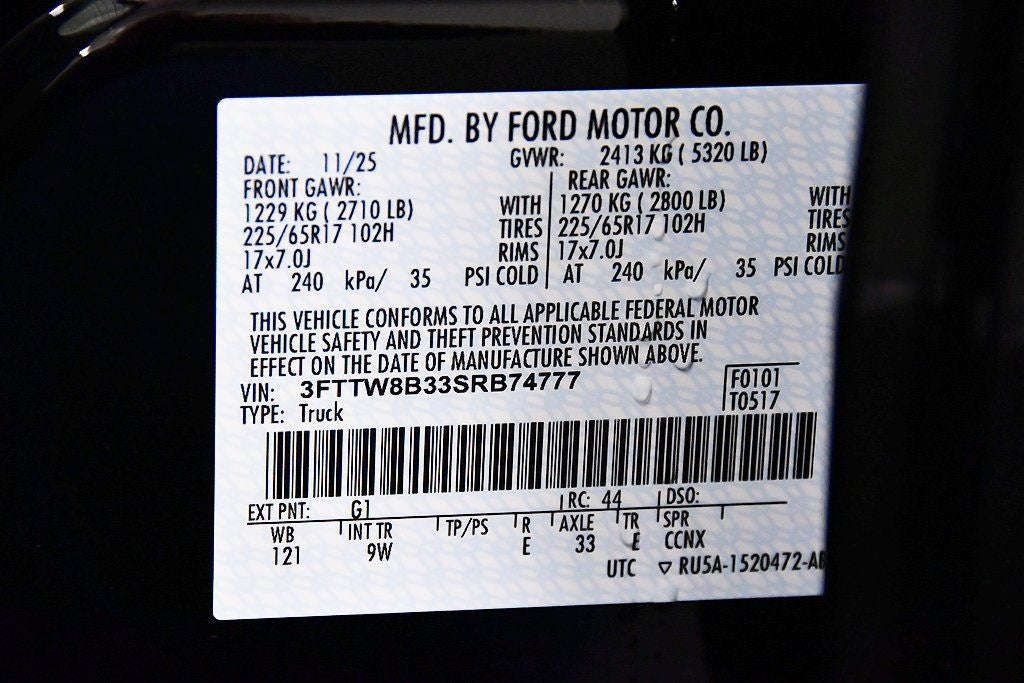 MFD. BY FORD MOTOR CO.
DATE: 11/25 GVWR: 2413 KG ( 5320 LB)
FRONT GAWR: REAR GAWR:
1229 KG ( 2710 LB) WITH 1270 KG ( 2800 LB) WITH
225/65R17 102H TIRES 225/65R17 102H TIRES
17x7.0J RIMS 17x7.0J RIMS
AT 240 kPa/ 35 PSI COLD AT 240 kPa/ 35 PSI COLD
THIS VEHICLE CONFORMS TO ALL APPLICABLE FEDERAL MOTOR
VEHICLE SAFETY AND THEFT PREVENTION STANDARDS IN
EFFECT ON THE DATE OF MANUFACTURE SHOWN ABOVE.
VIN: 3FTTW8B33SRB74777 F0101
TYPE: Truck T0517
EXT PNT: G1 RC: 44 DSO:
WB INT TR TP/PS R AXLE TR SPR
121 9W E 33 E CCNX
UTC ▽ RU5A-1520472-AB